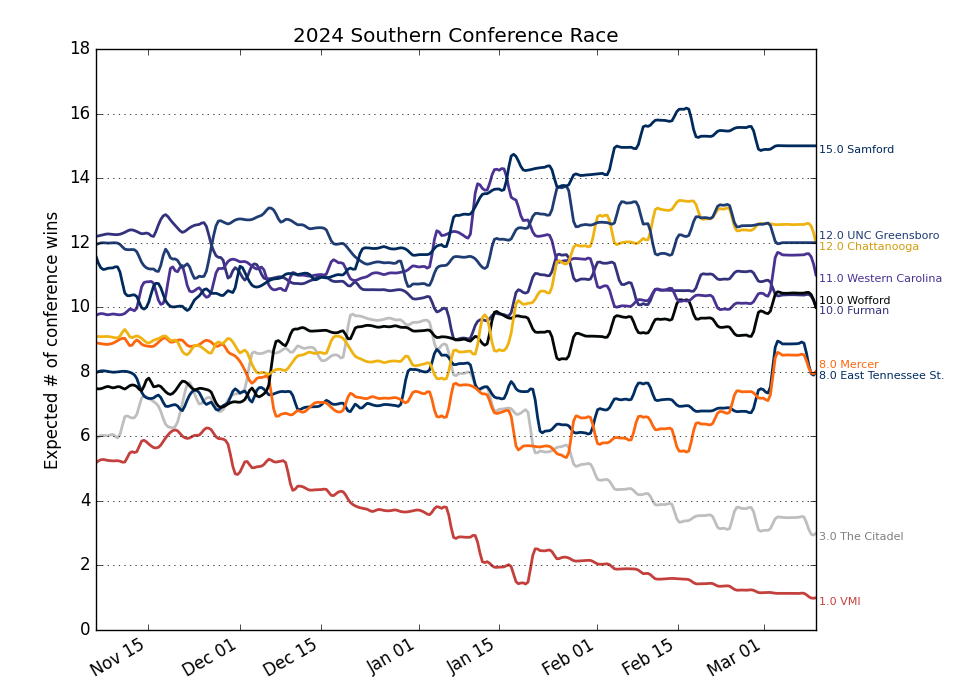 2024 Southern Conference Race
Expected # of conference wins
18
16
14
12
10
8
6
4
2
0
Nov 15
Dec 01
Dec 15
Jan 01
Jan 15
Feb 01
Feb 15
Mar 01
15.0 Samford
12.0 UNC Greensboro
12.0 Chattanooga
11.0 Western Carolina
10.0 Wofford
10.0 Furman
8.0 Mercer
8.0 East Tennessee St.
3.0 The Citadel
1.0 VMI